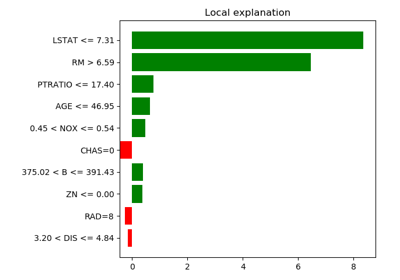 Local explanation
LSTAT <= 7.31
RM > 6.59
PTRATIO <= 17.40
AGE <= 46.95
0.45 < NOX <= 0.54
CHAS=0
375.02 < B <= 391.43
ZN <= 0.00
RAD=8
3.20 < DIS <= 4.84
0 2 4 6 8